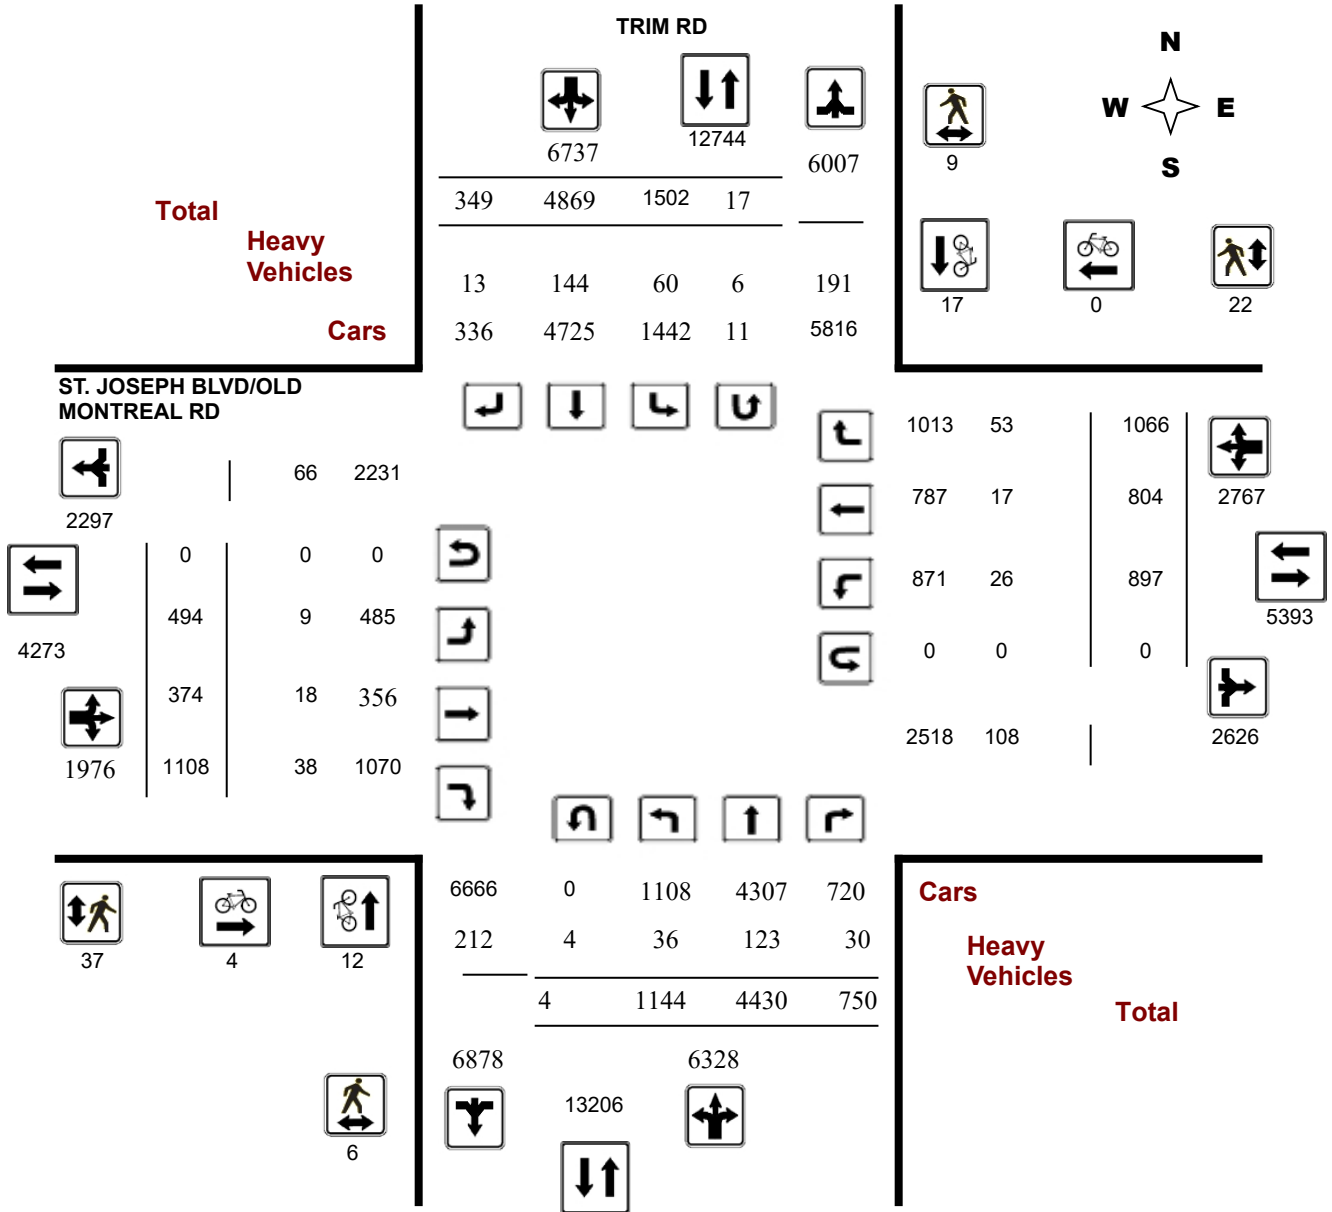 TRIM RD
N
W E
S
6737 12744 6007 9
349 4869 1502 17
Total
Heavy
Vehicles
13 144 60 6 191
17 0 22
Cars 336 4725 1442 11 5816
ST. JOSEPH BLVD/OLD
MONTREAL RD
1013 53 1066
66 2231
787 17 804 2767
2297
0 0 0
871 26 897
494 9 485 5393
4273 0 0 0
374 18 356
2518 108 2626
1976 1108 38 1070
6666 0 1108 4307 720 Cars
212 4 36 123 30 Heavy
Vehicles
37 4 12
4 1144 4430 750 Total
6878 6328
13206
6